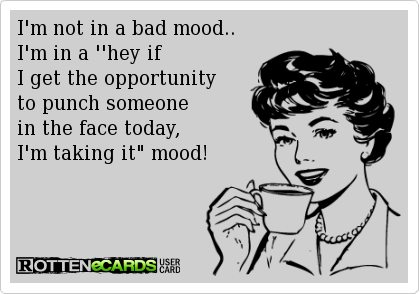 I'm not in a bad mood..
I'm in a ''hey if
I get the opportunity
to punch someone
in the face today,
I'm taking it" mood!
ROTTENeCARDS USER
CARD